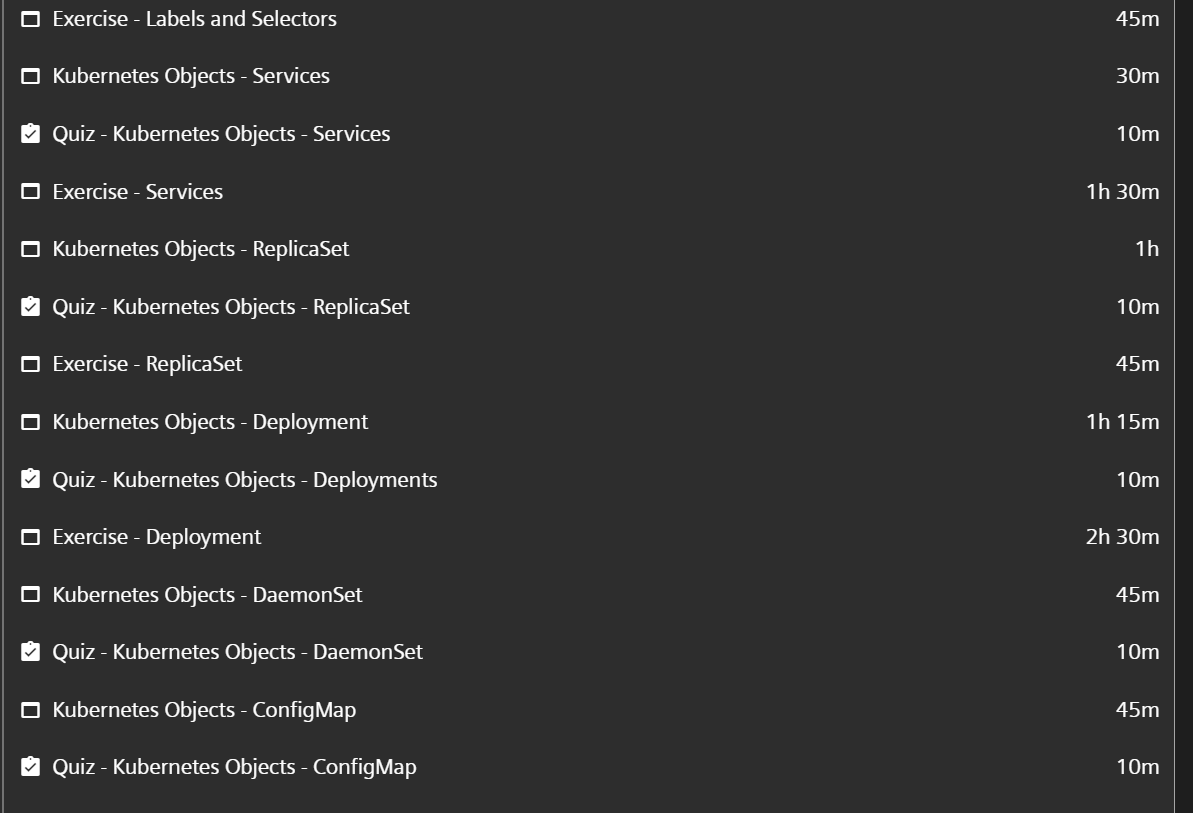 Exercise - Labels and Selectors 45m
Kubernetes Objects - Services 30m
Quiz - Kubernetes Objects - Services 10m
Exercise - Services 1h 30m
Kubernetes Objects - ReplicaSet 1h
Quiz - Kubernetes Objects - ReplicaSet 10m
Exercise - ReplicaSet 45m
Kubernetes Objects - Deployment 1h 15m
Quiz - Kubernetes Objects - Deployments 10m
Exercise - Deployment 2h 30m
Kubernetes Objects - DaemonSet 45m
Quiz - Kubernetes Objects - DaemonSet 10m
Kubernetes Objects - ConfigMap 45m
Quiz - Kubernetes Objects - ConfigMap 10m